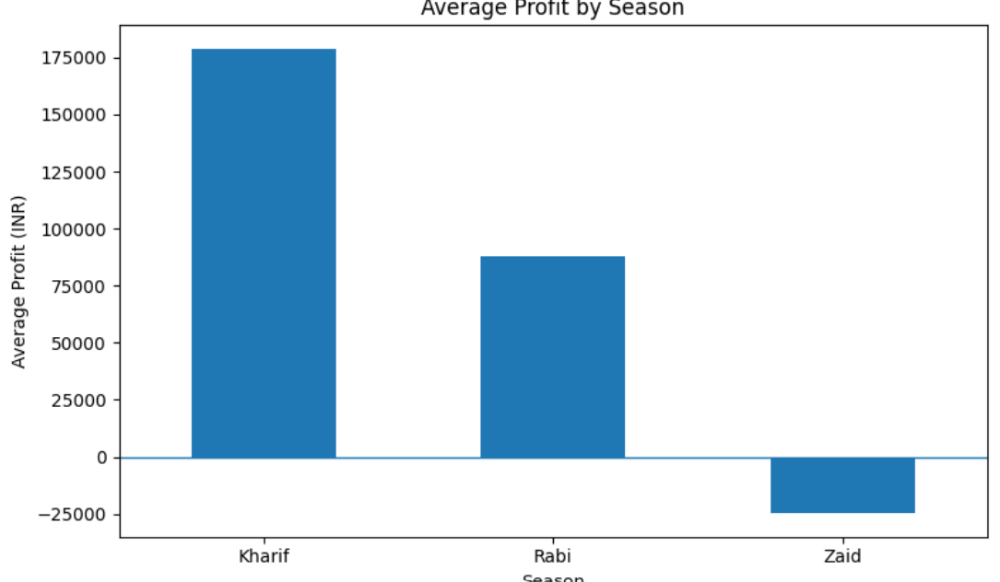 Average Profit by Season
Average Profit (INR)
175000
150000
125000
100000
75000
50000
25000
0
−25000
Kharif
Rabi
Zaid
Season